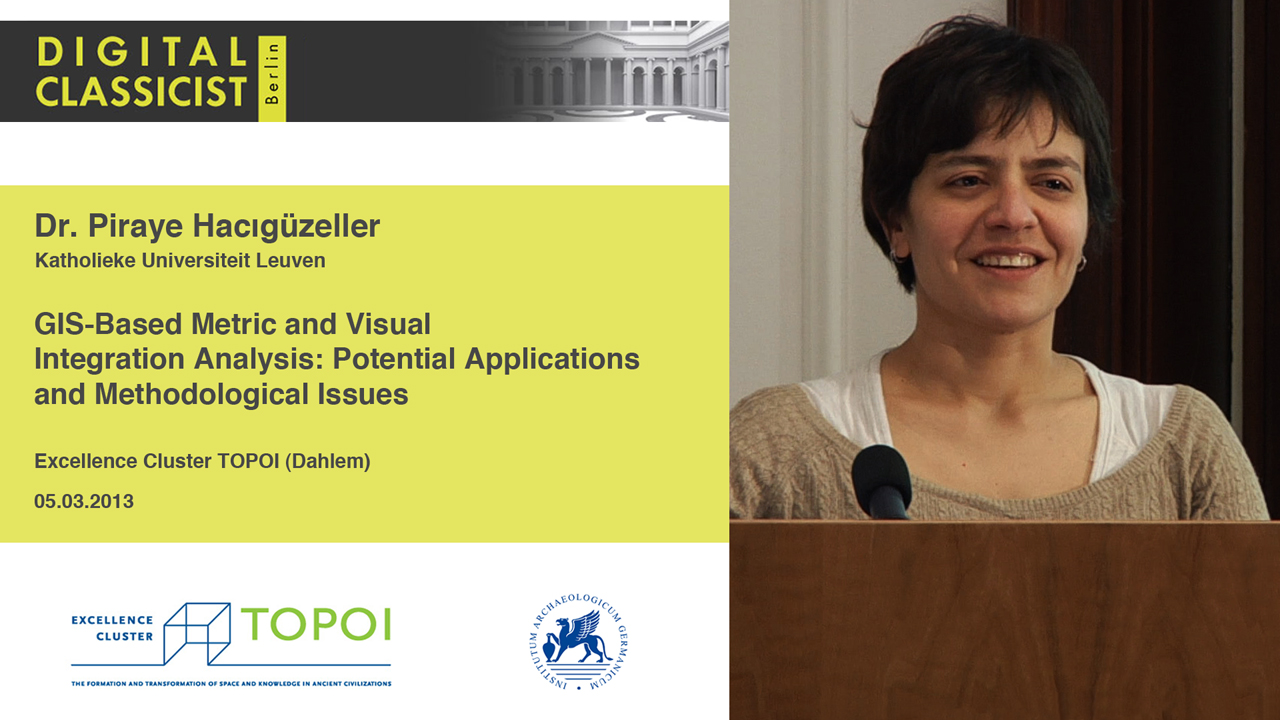 DIGITAL
CLASSICIST
Berlin
Dr. Piraye Hacıgüzeller
Katholieke Universiteit Leuven
GIS-Based Metric and Visual
Integration Analysis: Potential Applications
and Methodological Issues
Excellence Cluster TOPOI (Dahlem)
05.03.2013
EXCELLENCE
CLUSTER
TOPOI
THE FORMATION AND TRANSFORMATION OF SPACE AND KNOWLEDGE IN ANCIENT CIVILIZATIONS
INSTITUTUM ARCHAEOLOGICUM GERMANICUM